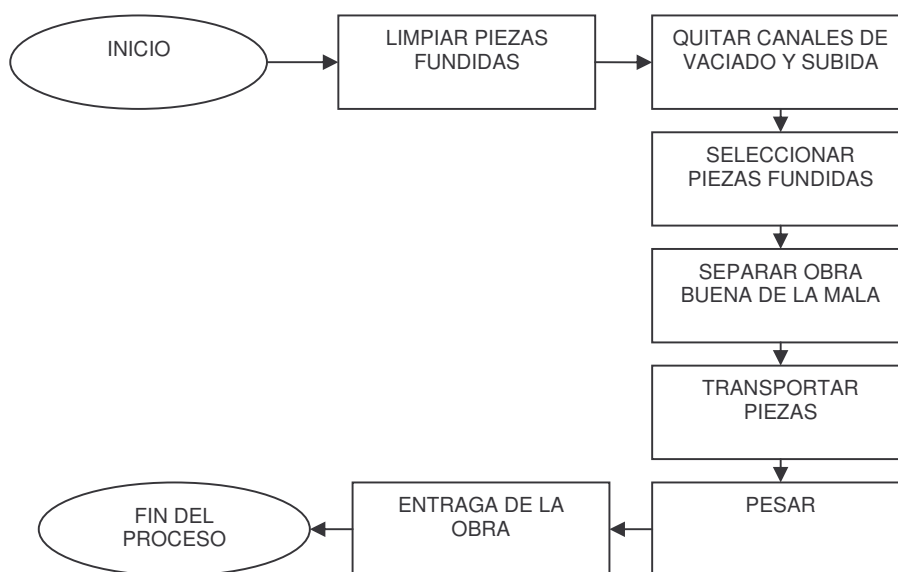 INICIO
LIMPIAR PIEZAS
FUNDIDAS
QUITAR CANALES DE
VACIADO Y SUBIDA
SELECCIONAR
PIEZAS FUNDIDAS
SEPARAR OBRA
BUENA DE LA MALA
TRANSPORTAR
PIEZAS
PESAR
ENTRAGA DE LA
OBRA
FIN DEL
PROCESO